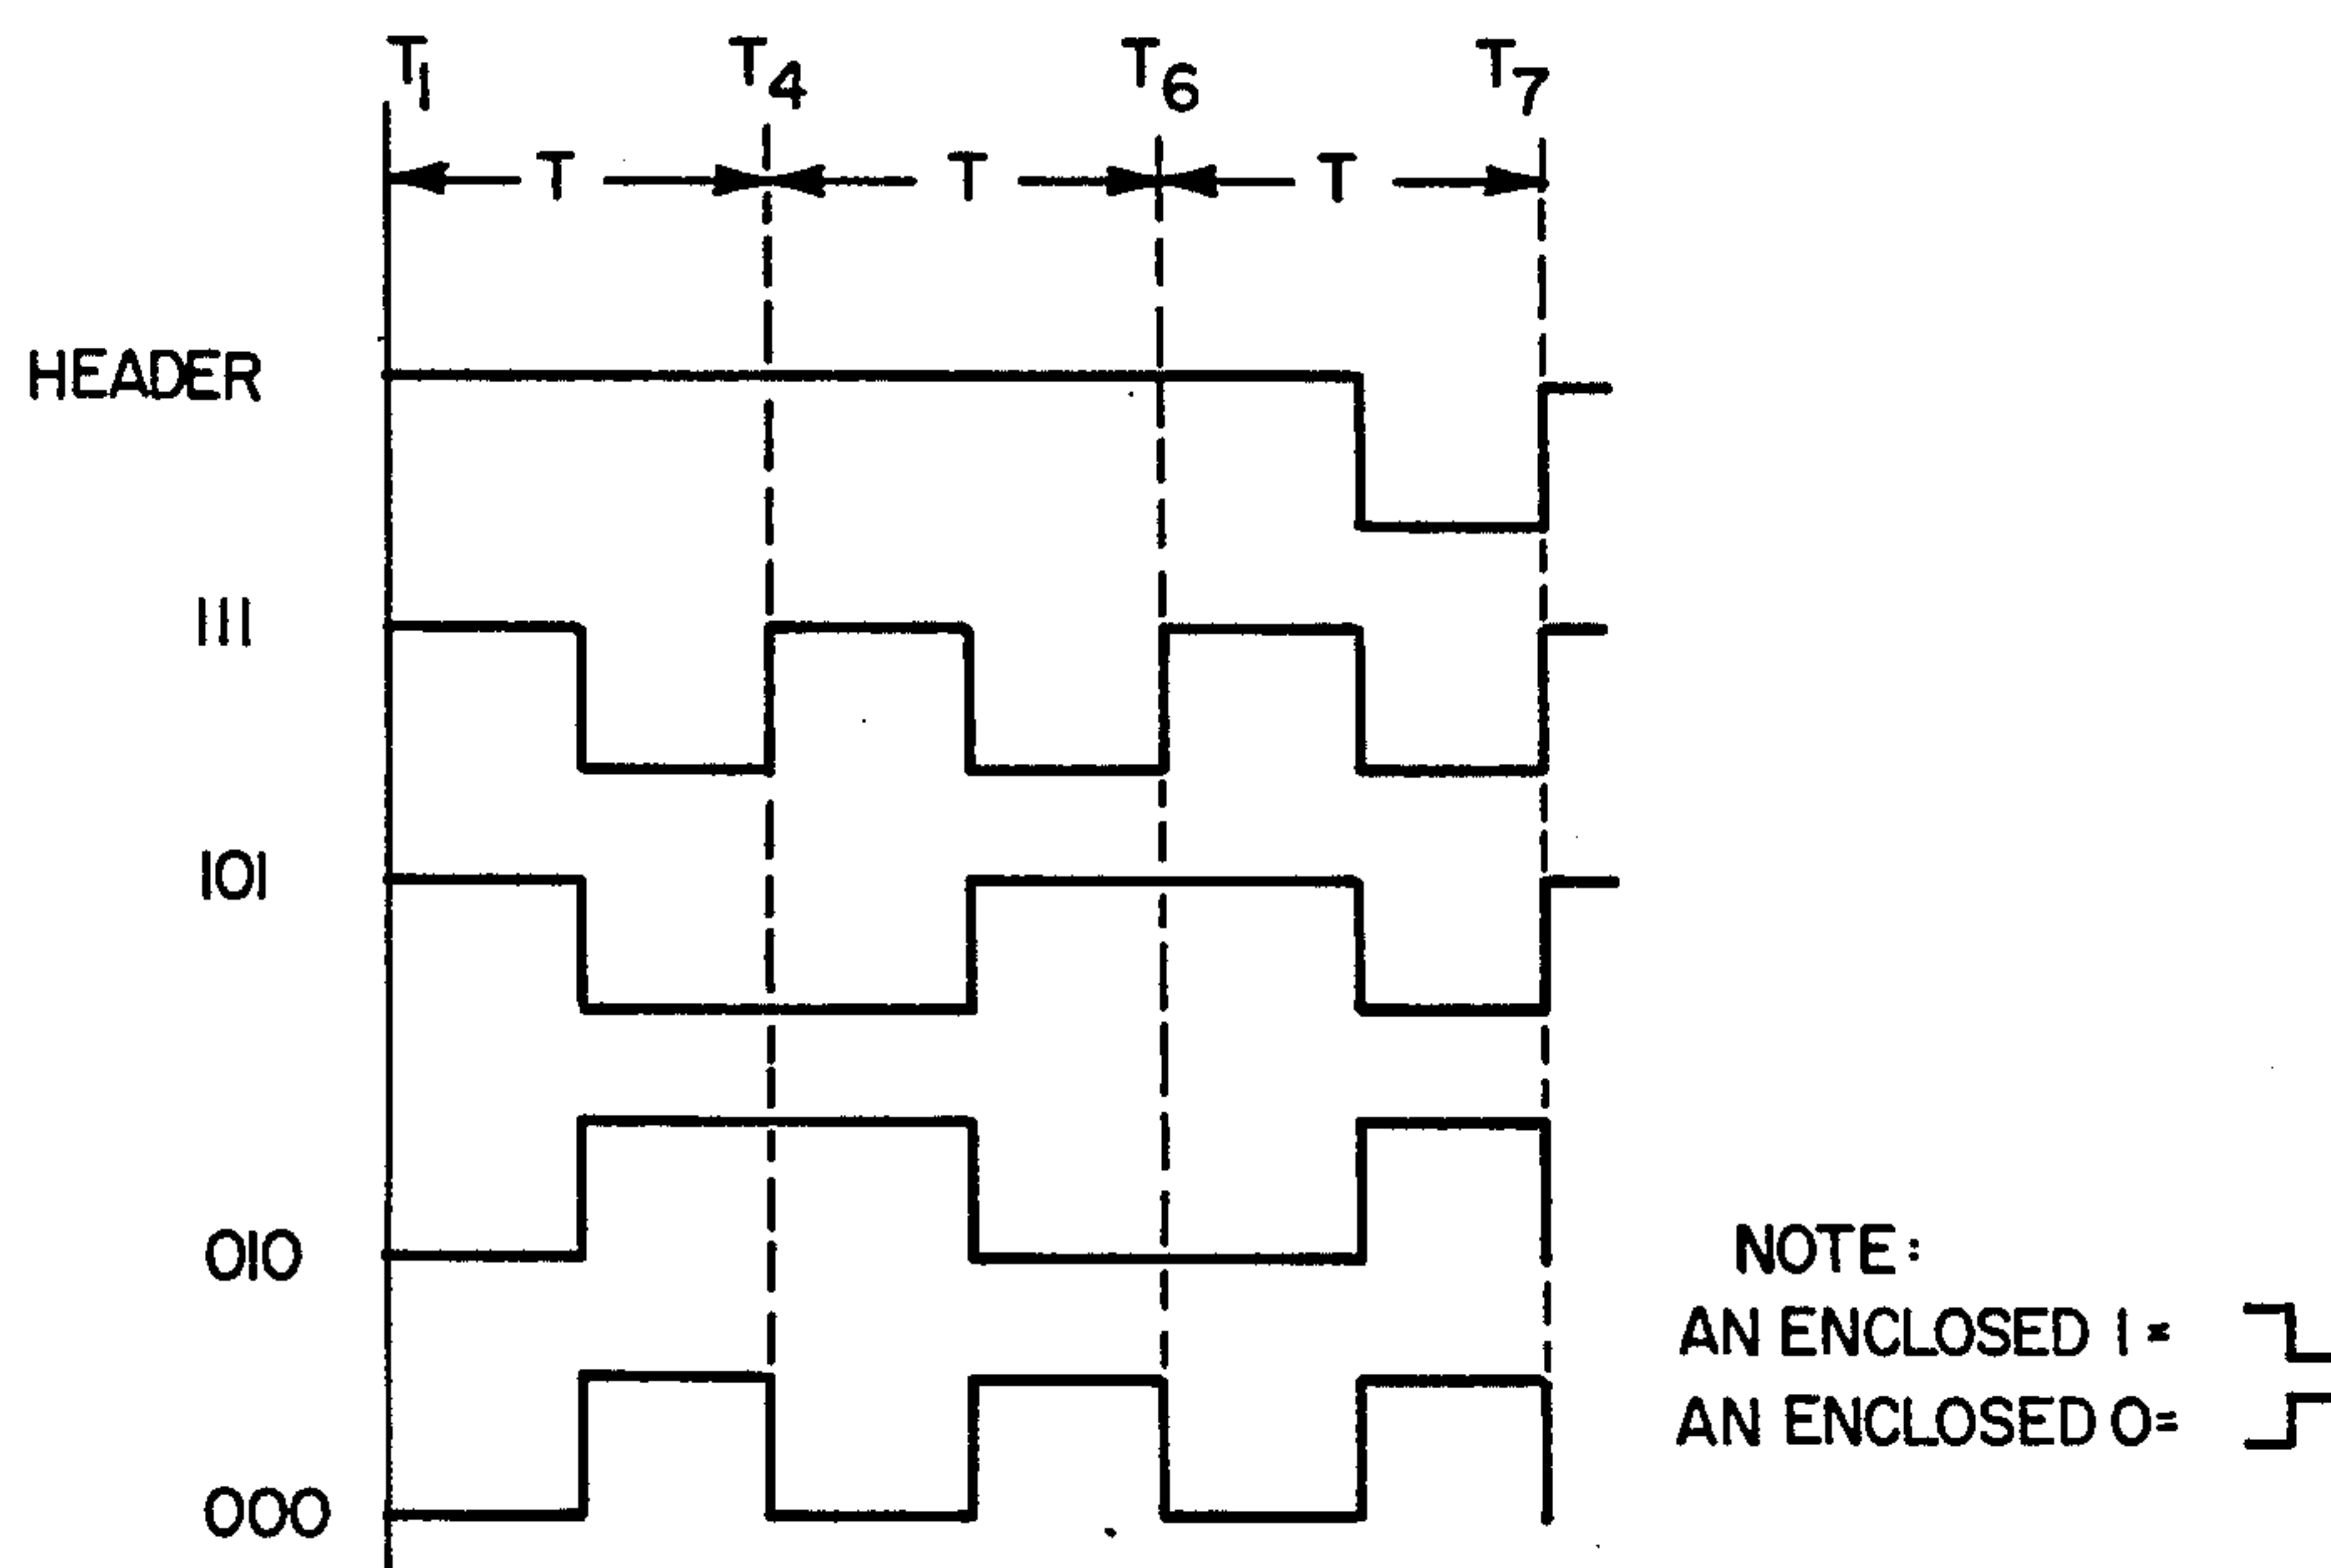 T1 T4 T6 T7
T T T
HEADER
111
101
010
NOTE:
AN ENCLOSED 1=
AN ENCLOSED 0=
000